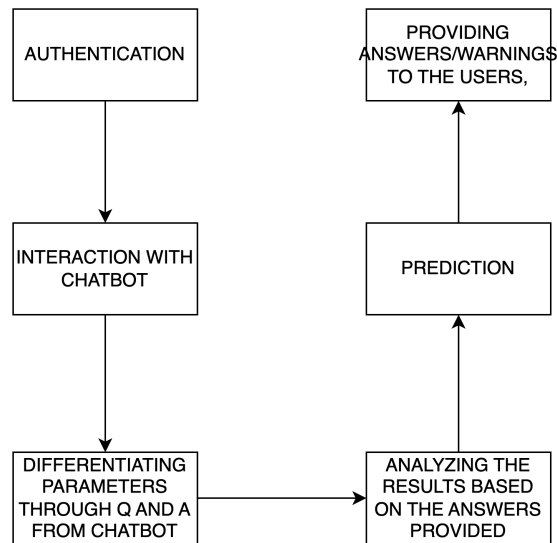 AUTHENTICATION
INTERACTION WITH
CHATBOT
DIFFERENTIATING
PARAMETERS
THROUGH Q AND A
FROM CHATBOT
ANALYZING THE
RESULTS BASED
ON THE ANSWERS
PROVIDED
PREDICTION
PROVIDING
ANSWERS/WARNINGS
TO THE USERS,